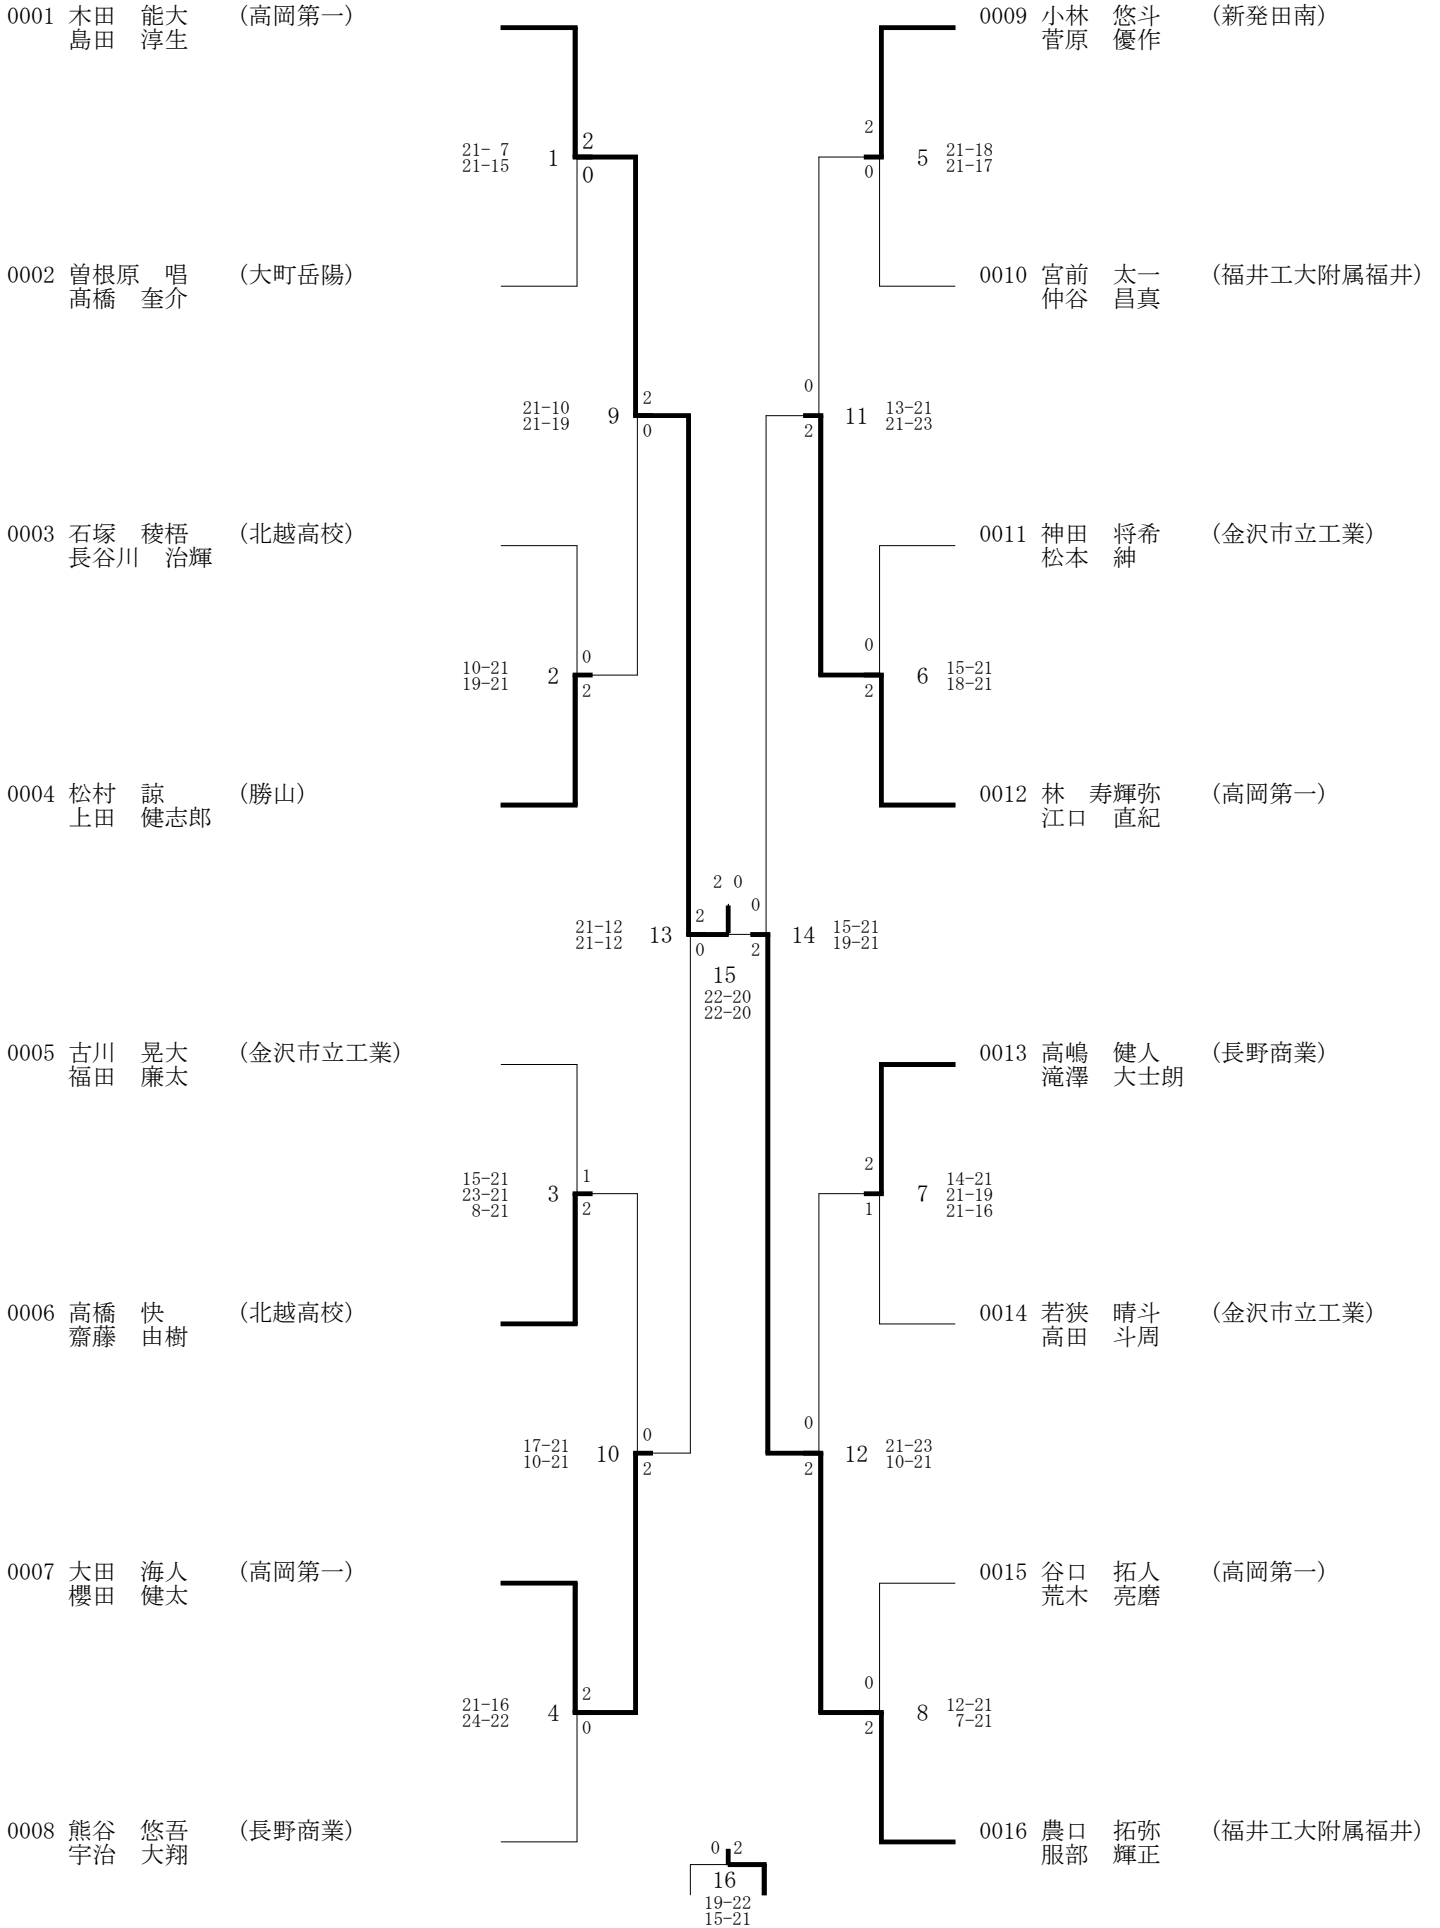 0001 木田　能大 (高岡第一)
島田　淳生
21- 7
21-15
1
2
0
0002 曽根原　唱 (大町岳陽)
髙橋　奎介
21-10
21-19
9
2
0
0003 石塚　稜梧 (北越高校)
長谷川　治輝
10-21
19-21
2
0
2
0004 松村　諒 (勝山)
上田　健志郎
21-12
21-12
13
2
0
0005 古川　晃大 (金沢市立工業)
福田　廉太
15-21
23-21
8-21
3
1
2
0006 高橋　快 (北越高校)
齋藤　由樹
17-21
10-21
10
0
2
0007 大田　海人 (高岡第一)
櫻田　健太
21-16
24-22
4
2
0
0008 熊谷　悠吾 (長野商業)
宇治　大翔
2 0
15
22-20
22-20
0 2
16
19-22
15-21
0009 小林　悠斗 (新発田南)
菅原　優作
2
0
5
21-18
21-17
0010 宮前　太一 (福井工大附属福井)
仲谷　昌真
0
2
11
13-21
21-23
0011 神田　将希 (金沢市立工業)
松本　紳
0
2
6
15-21
18-21
0012 林　寿輝弥 (高岡第一)
江口　直紀
0
2
14
15-21
19-21
0013 高嶋　健人 (長野商業)
滝澤　大士朗
2
1
7
14-21
21-19
21-16
0014 若狭　晴斗 (金沢市立工業)
高田　斗周
0
2
12
21-23
10-21
0015 谷口　拓人 (高岡第一)
荒木　亮磨
0
2
8
12-21
7-21
0016 農口　拓弥 (福井工大附属福井)
服部　輝正